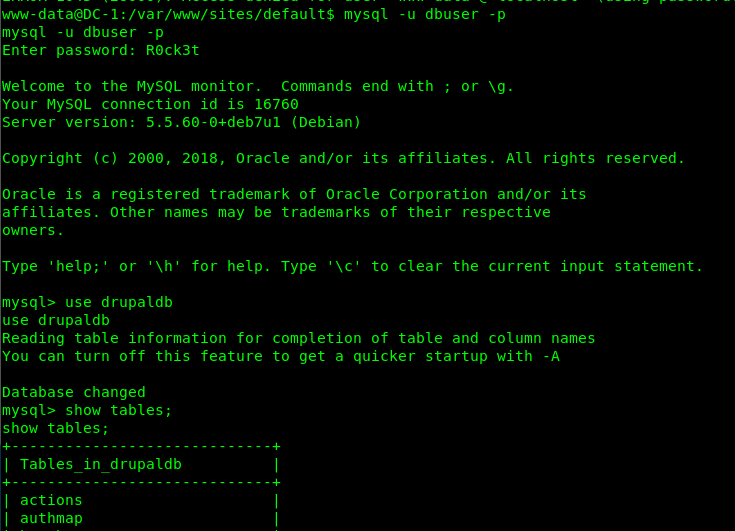 www-data@DC-1:/var/www/sites/default$ mysql -u dbuser -p
mysql -u dbuser -p
Enter password: R0ck3t
Welcome to the MySQL monitor.  Commands end with ; or \g.
Your MySQL connection id is 16760
Server version: 5.5.60-0+deb7u1 (Debian)
Copyright (c) 2000, 2018, Oracle and/or its affiliates. All rights reserved.
Oracle is a registered trademark of Oracle Corporation and/or its
affiliates. Other names may be trademarks of their respective
owners.
Type 'help;' or '\h' for help. Type '\c' to clear the current input statement.
mysql> use drupaldb
use drupaldb
Reading table information for completion of table and column names
You can turn off this feature to get a quicker startup with -A
Database changed
mysql> show tables;
show tables;
+-----------------------------+
| Tables_in_drupaldb          |
+-----------------------------+
| actions                     |
| authmap                     |